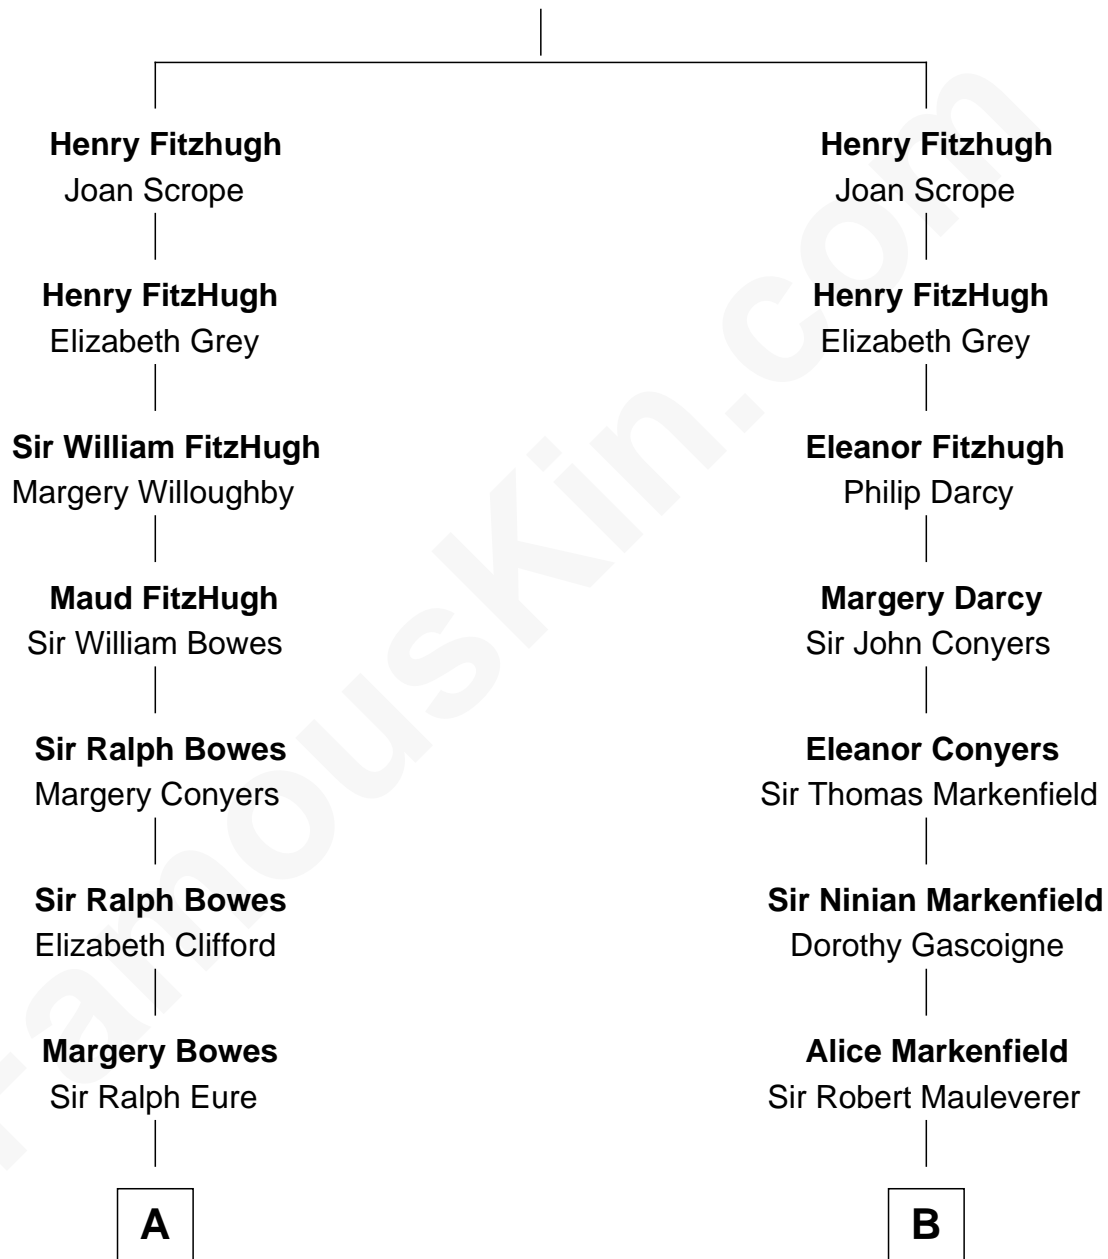 Henry Fitzhugh
Joan Scrope
Henry FitzHugh
Elizabeth Grey
Sir William FitzHugh
Margery Willoughby
Maud FitzHugh
Sir William Bowes
Sir Ralph Bowes
Margery Conyers
Sir Ralph Bowes
Elizabeth Clifford
Margery Bowes
Sir Ralph Eure
A
Henry Fitzhugh
Joan Scrope
Henry FitzHugh
Elizabeth Grey
Eleanor Fitzhugh
Philip Darcy
Margery Darcy
Sir John Conyers
Eleanor Conyers
Sir Thomas Markenfield
Sir Ninian Markenfield
Dorothy Gascoigne
Alice Markenfield
Sir Robert Mauleverer
B
FamousKin.com